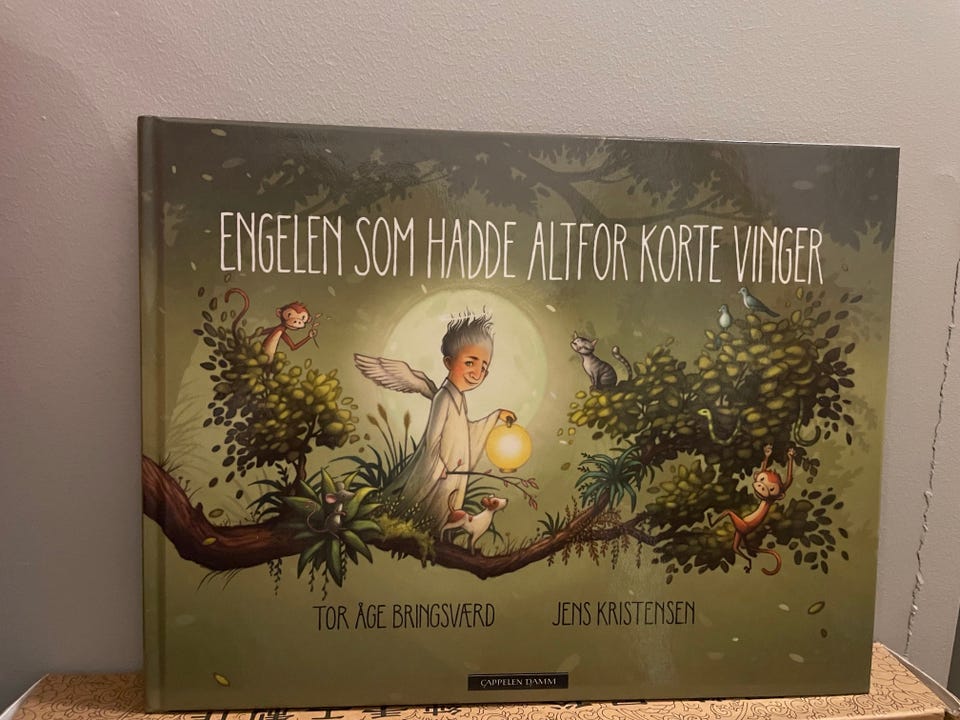 ENGELEN SOM HADDE ALTFOR KORTE VINGER
TOR ÅGE BRINGSVÆRD JENS KRISTENSEN
CAPPELEN DAMM